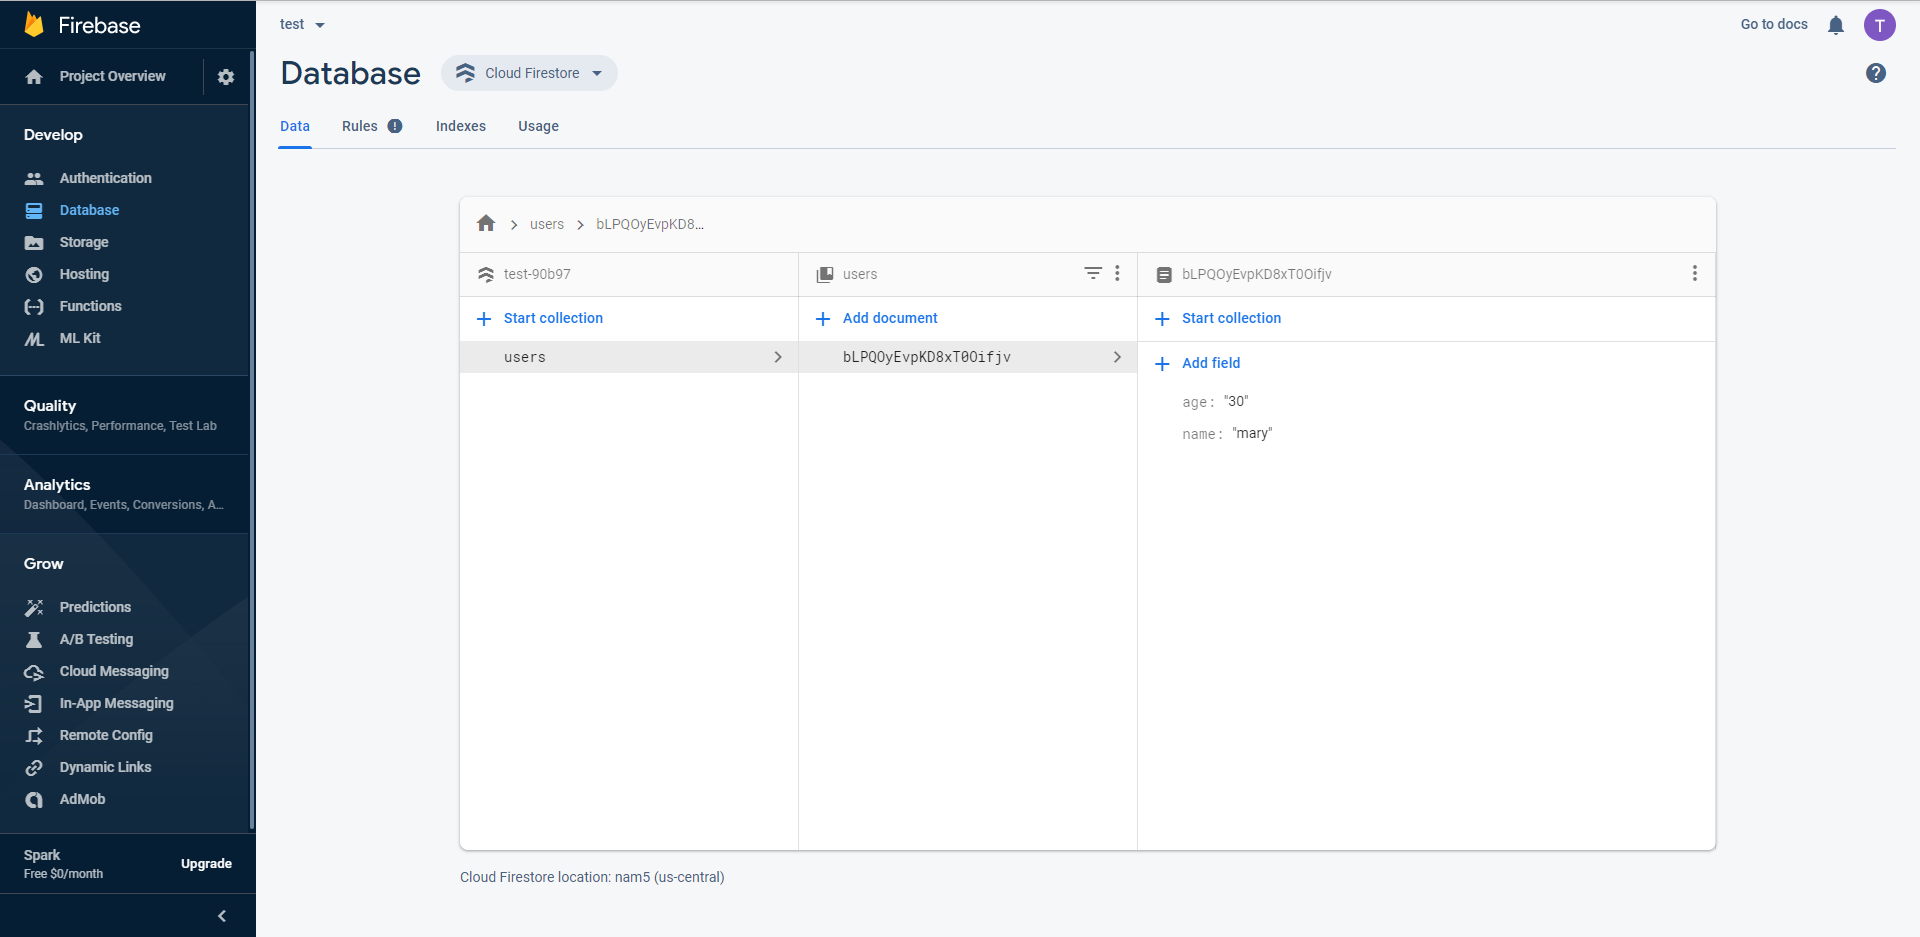 Firebase
Project Overview
Develop
Authentication
Database
Storage
Hosting
Functions
ML Kit
Quality
Crashlytics, Performance, Test Lab
Analytics
Dashboard, Events, Conversions, A...
Grow
Predictions
A/B Testing
Cloud Messaging
In-App Messaging
Remote Config
Dynamic Links
AdMob
Spark
Free $0/month
Upgrade
test
Go to docs
T
Database
Cloud Firestore
Data
Rules
Indexes
Usage
users
bLPQOyEvpKD8...
test-90b97
Start collection
users
users
Add document
bLPQOyEvpKD8xT0Oifjv
bLPQOyEvpKD8xT0Oifjv
Start collection
Add field
age: "30"
name: "mary"
Cloud Firestore location: nam5 (us-central)